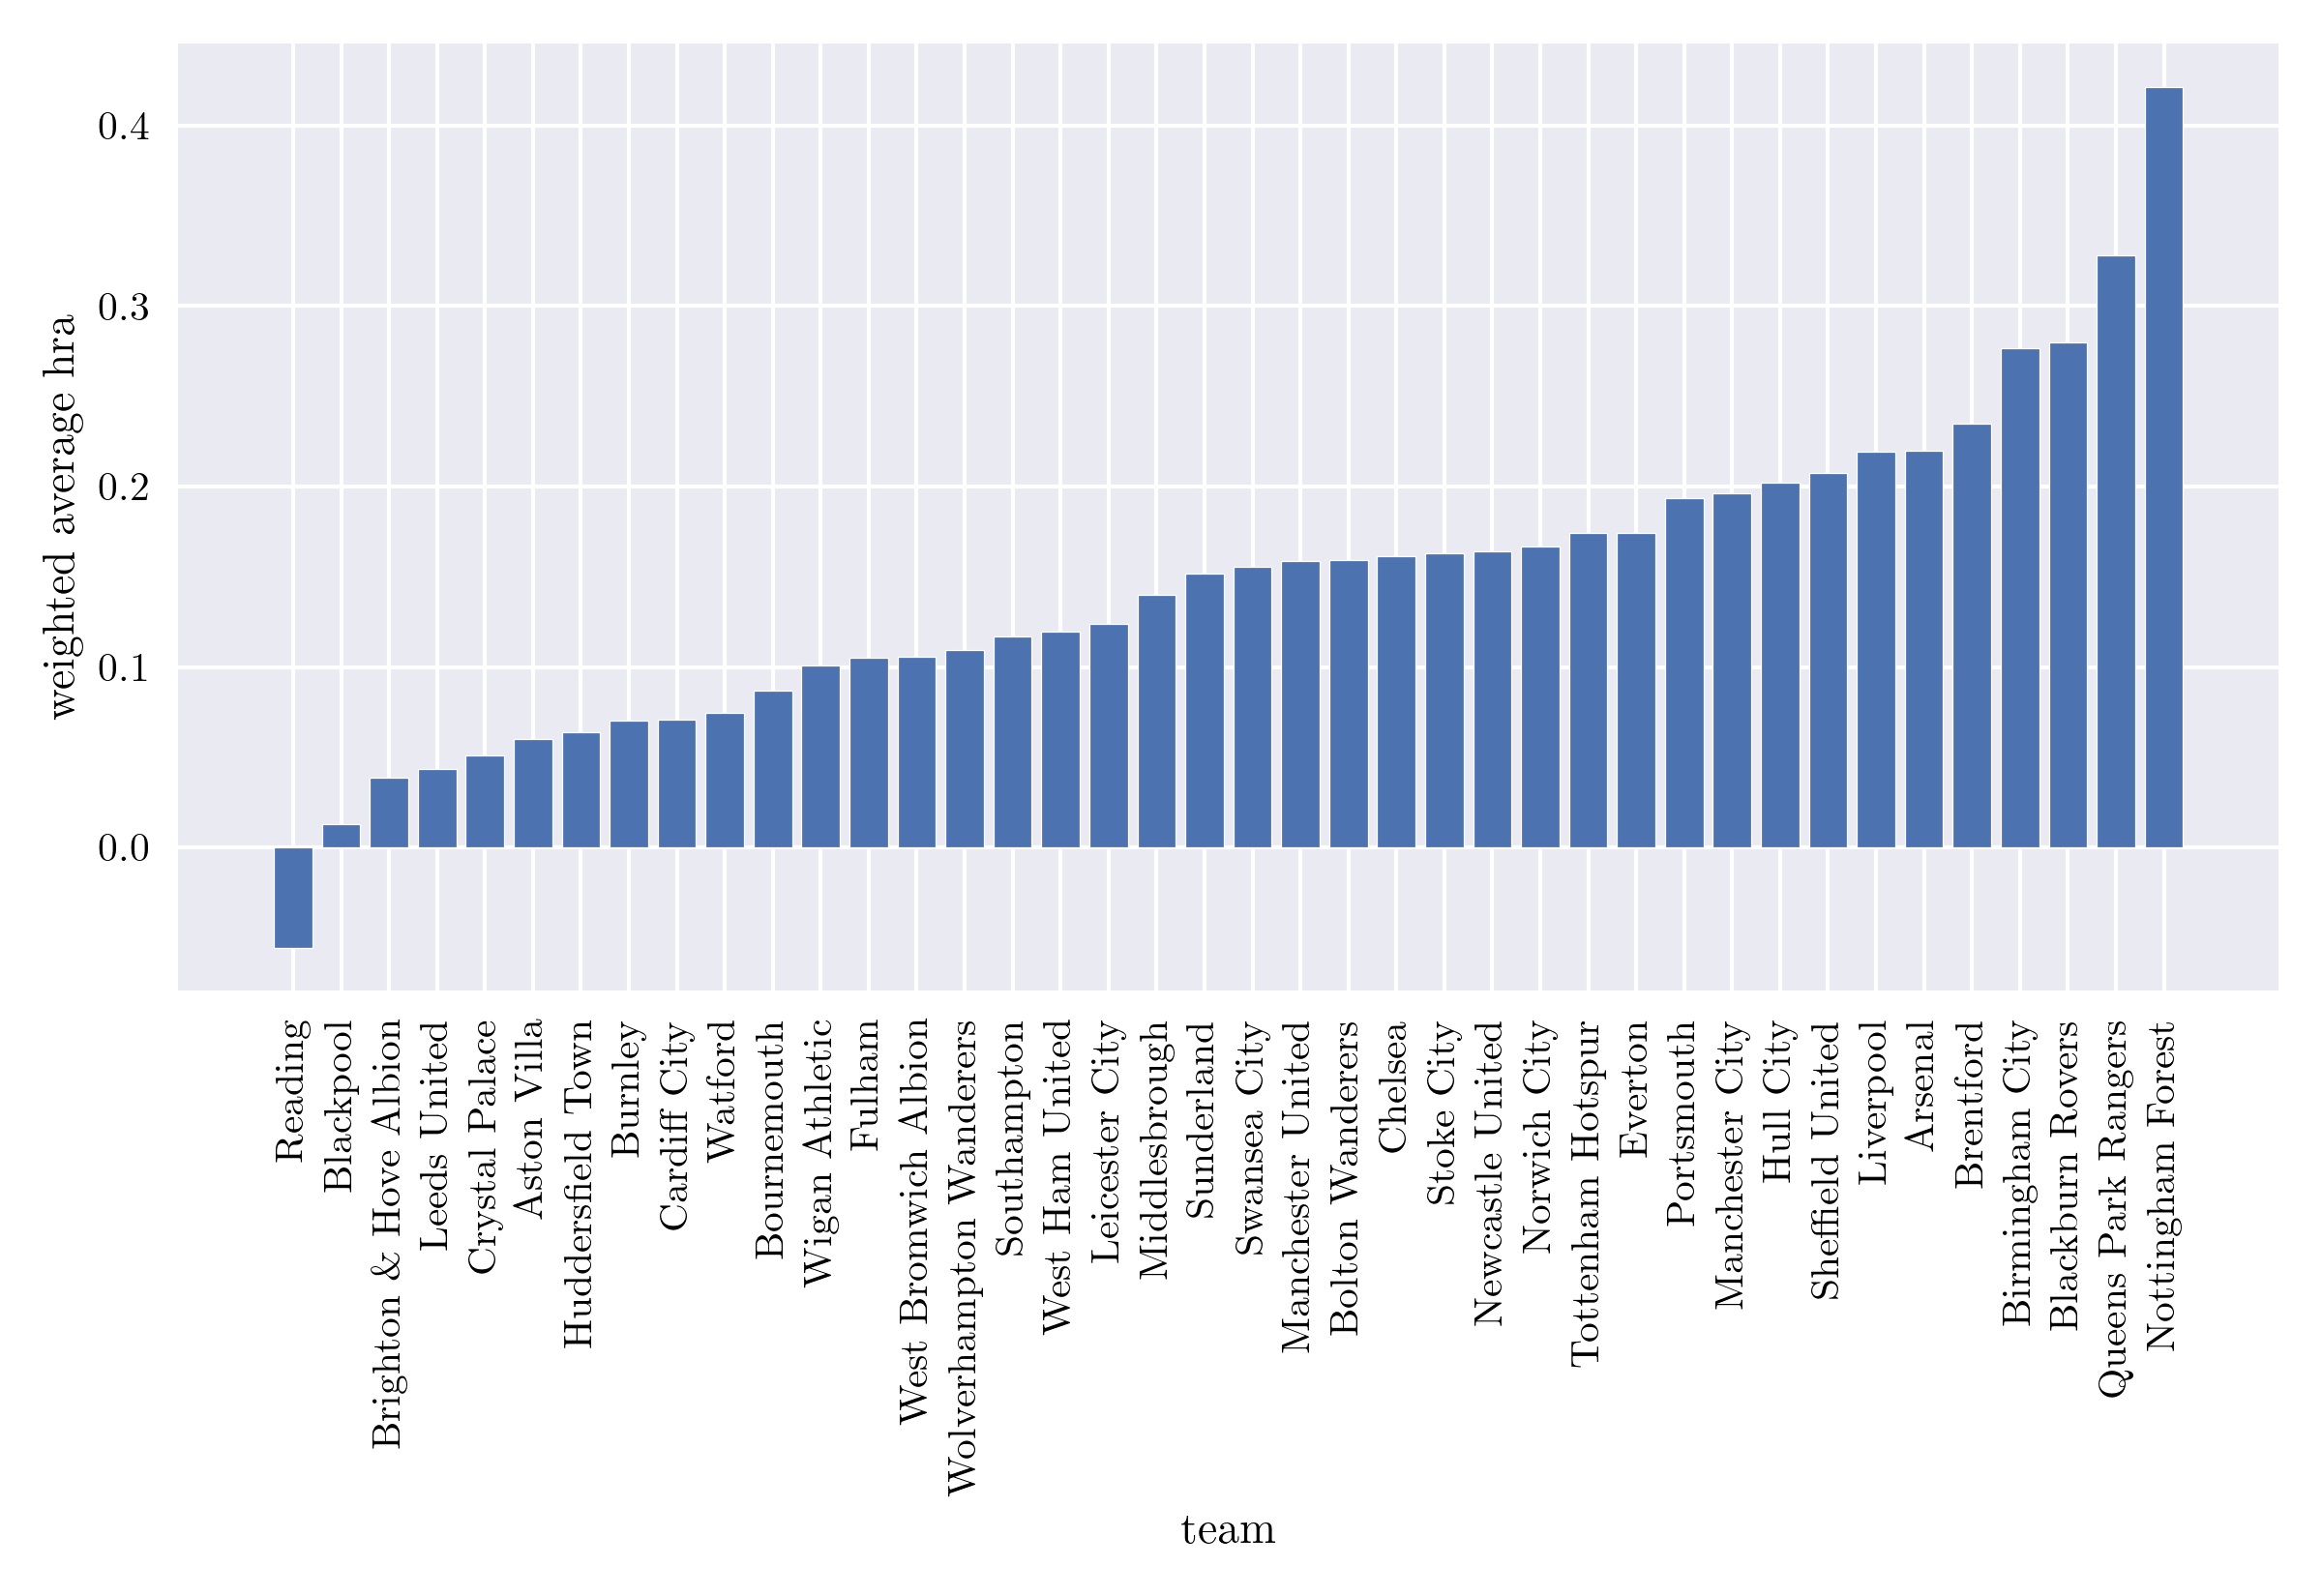 0.4
0.3
0.2
0.1
0.0
weighted average hra
Reading
Blackpool
Brighton & Hove Albion
Leeds United
Crystal Palace
Aston Villa
Huddersfield Town
Burnley
Cardiff City
Watford
Bournemouth
Wigan Athletic
Fulham
West Bromwich Albion
Wolverhampton Wanderers
Southampton
West Ham United
Leicester City
Middlesbrough
Sunderland
Swansea City
Manchester United
Bolton Wanderers
Chelsea
Stoke City
Newcastle United
Norwich City
Tottenham Hotspur
Everton
Portsmouth
Manchester City
Hull City
Sheffield United
Liverpool
Arsenal
Brentford
Birmingham City
Blackburn Rovers
Queens Park Rangers
Nottingham Forest
team